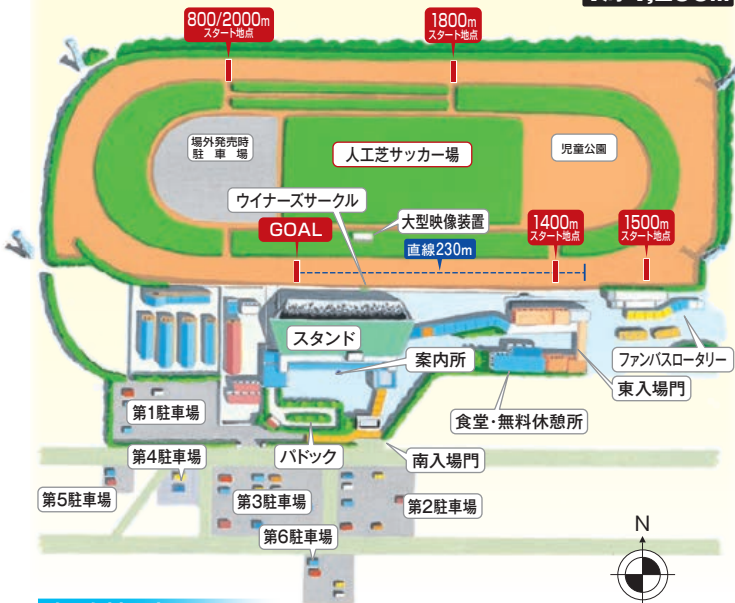 800/2000m
スタート地点
1800m
スタート地点
場外発売時
駐車場
人工芝サッカー場
児童公園
ウイナーズサークル
大型映像装置
GOAL
直線230m
1400m
スタート地点
1500m
スタート地点
スタンド
案内所
ファンバスロータリー
東入場門
第1駐車場
食堂・無料休憩所
第4駐車場
パドック
南入場門
第5駐車場
第3駐車場
第2駐車場
第6駐車場
N